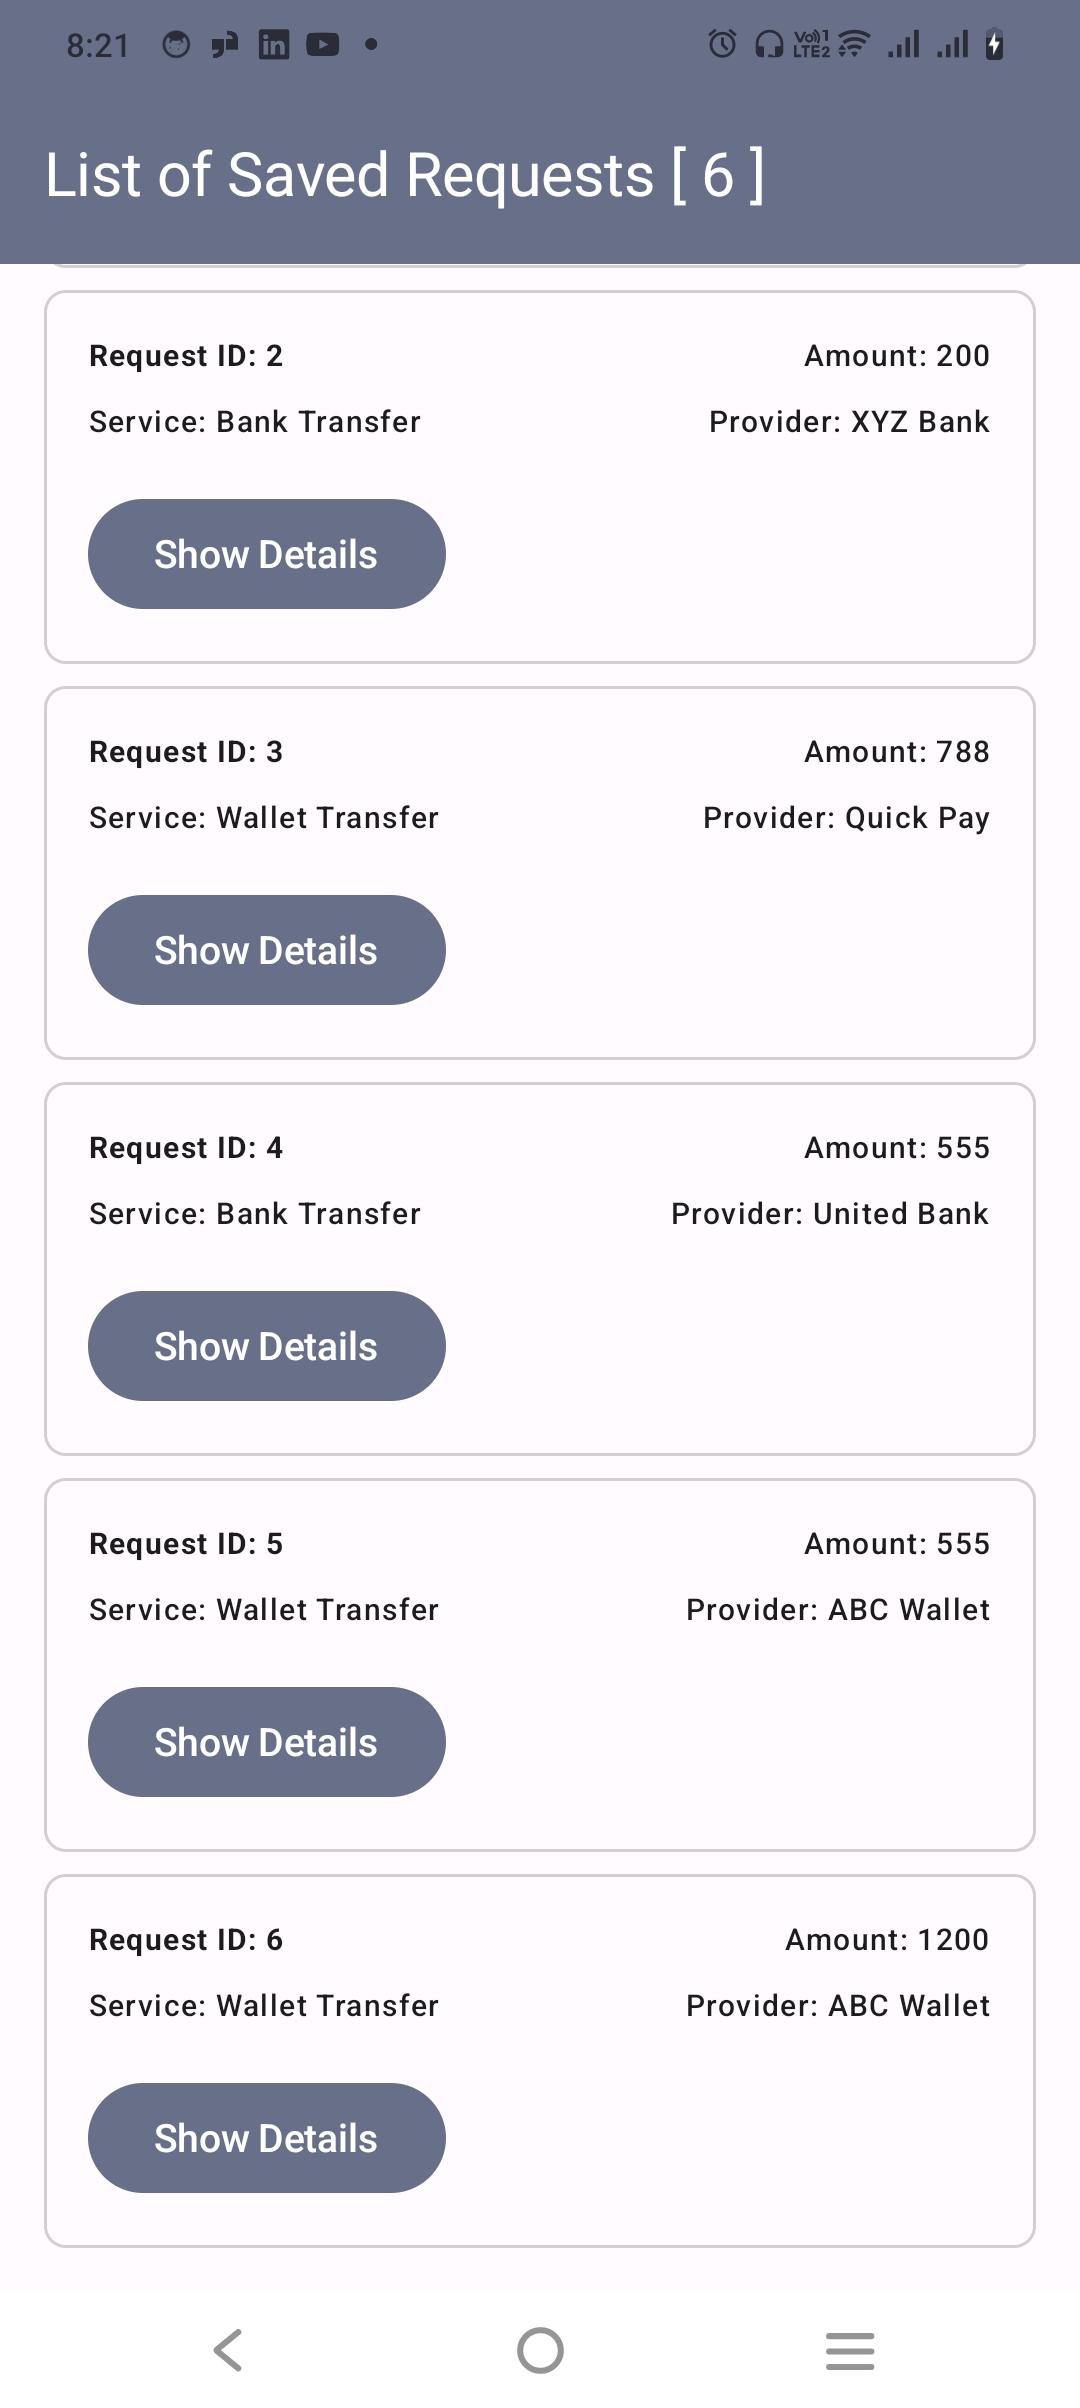 8:21
Vo))1
LTE2
List of Saved Requests [ 6 ]
Request ID: 2
Amount: 200
Service: Bank Transfer
Provider: XYZ Bank
Show Details
Request ID: 3
Amount: 788
Service: Wallet Transfer
Provider: Quick Pay
Show Details
Request ID: 4
Amount: 555
Service: Bank Transfer
Provider: United Bank
Show Details
Request ID: 5
Amount: 555
Service: Wallet Transfer
Provider: ABC Wallet
Show Details
Request ID: 6
Amount: 1200
Service: Wallet Transfer
Provider: ABC Wallet
Show Details